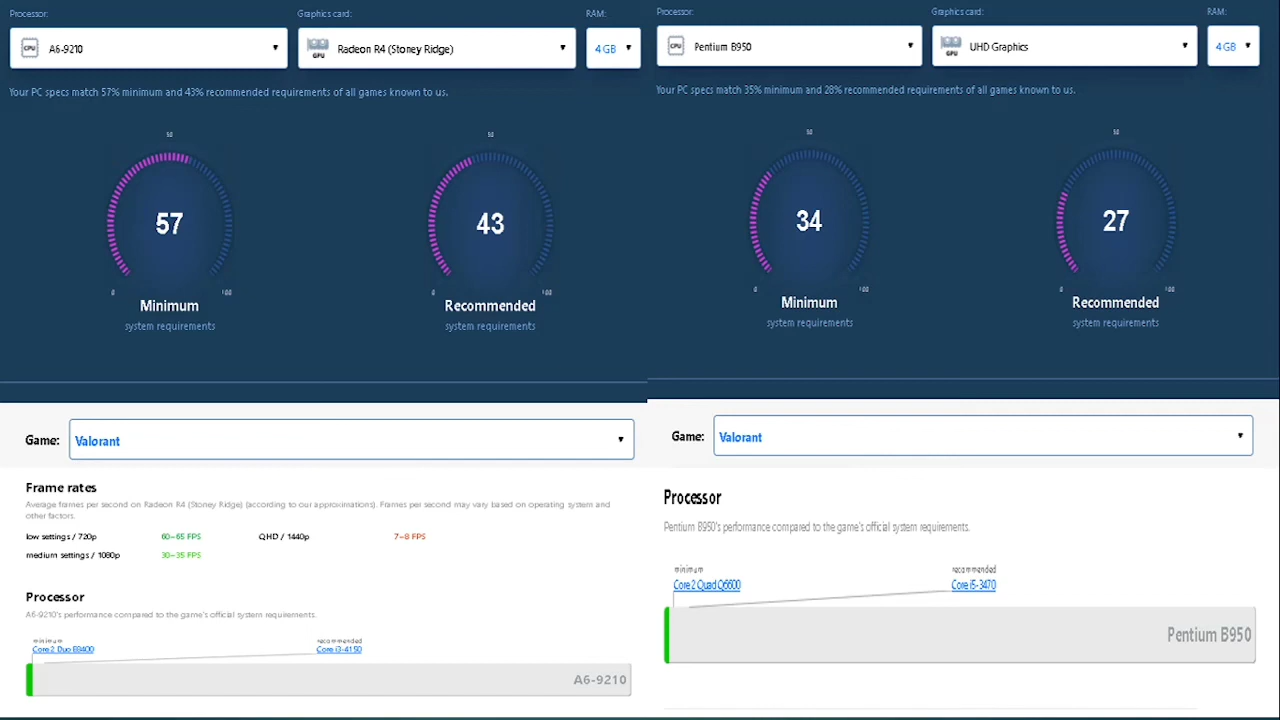 Processor:
Graphics card:
RAM:
CPU
A6-9210
GPU
Radeon R4 (Stoney Ridge)
4 GB
Your PC specs match 57% minimum and 43% recommended requirements of all games known to us.
50
50
57
43
0
100
0
100
Minimum
Recommended
system requirements
system requirements
Game:
Valorant
Frame rates
Average frames per second on Radeon R4 (Stoney Ridge) (according to our approximations). Frames per second may vary based on operating system and
other factors.
low settings / 720p
60–65 FPS
QHD / 1440p
7–8 FPS
medium settings / 1080p
30–35 FPS
Processor
A6-9210's performance compared to the game's official system requirements.
minimum
recommended
Core 2 Duo E8400
Core i3-4150
A6-9210
Processor:
Graphics card:
RAM:
CPU
Pentium B950
GPU
UHD Graphics
4 GB
Your PC specs match 35% minimum and 28% recommended requirements of all games known to us.
50
50
34
27
0
100
0
100
Minimum
Recommended
system requirements
system requirements
Game:
Valorant
Processor
Pentium B950's performance compared to the game's official system requirements.
minimum
recommended
Core 2 Quad Q6600
Core i5-3470
Pentium B950